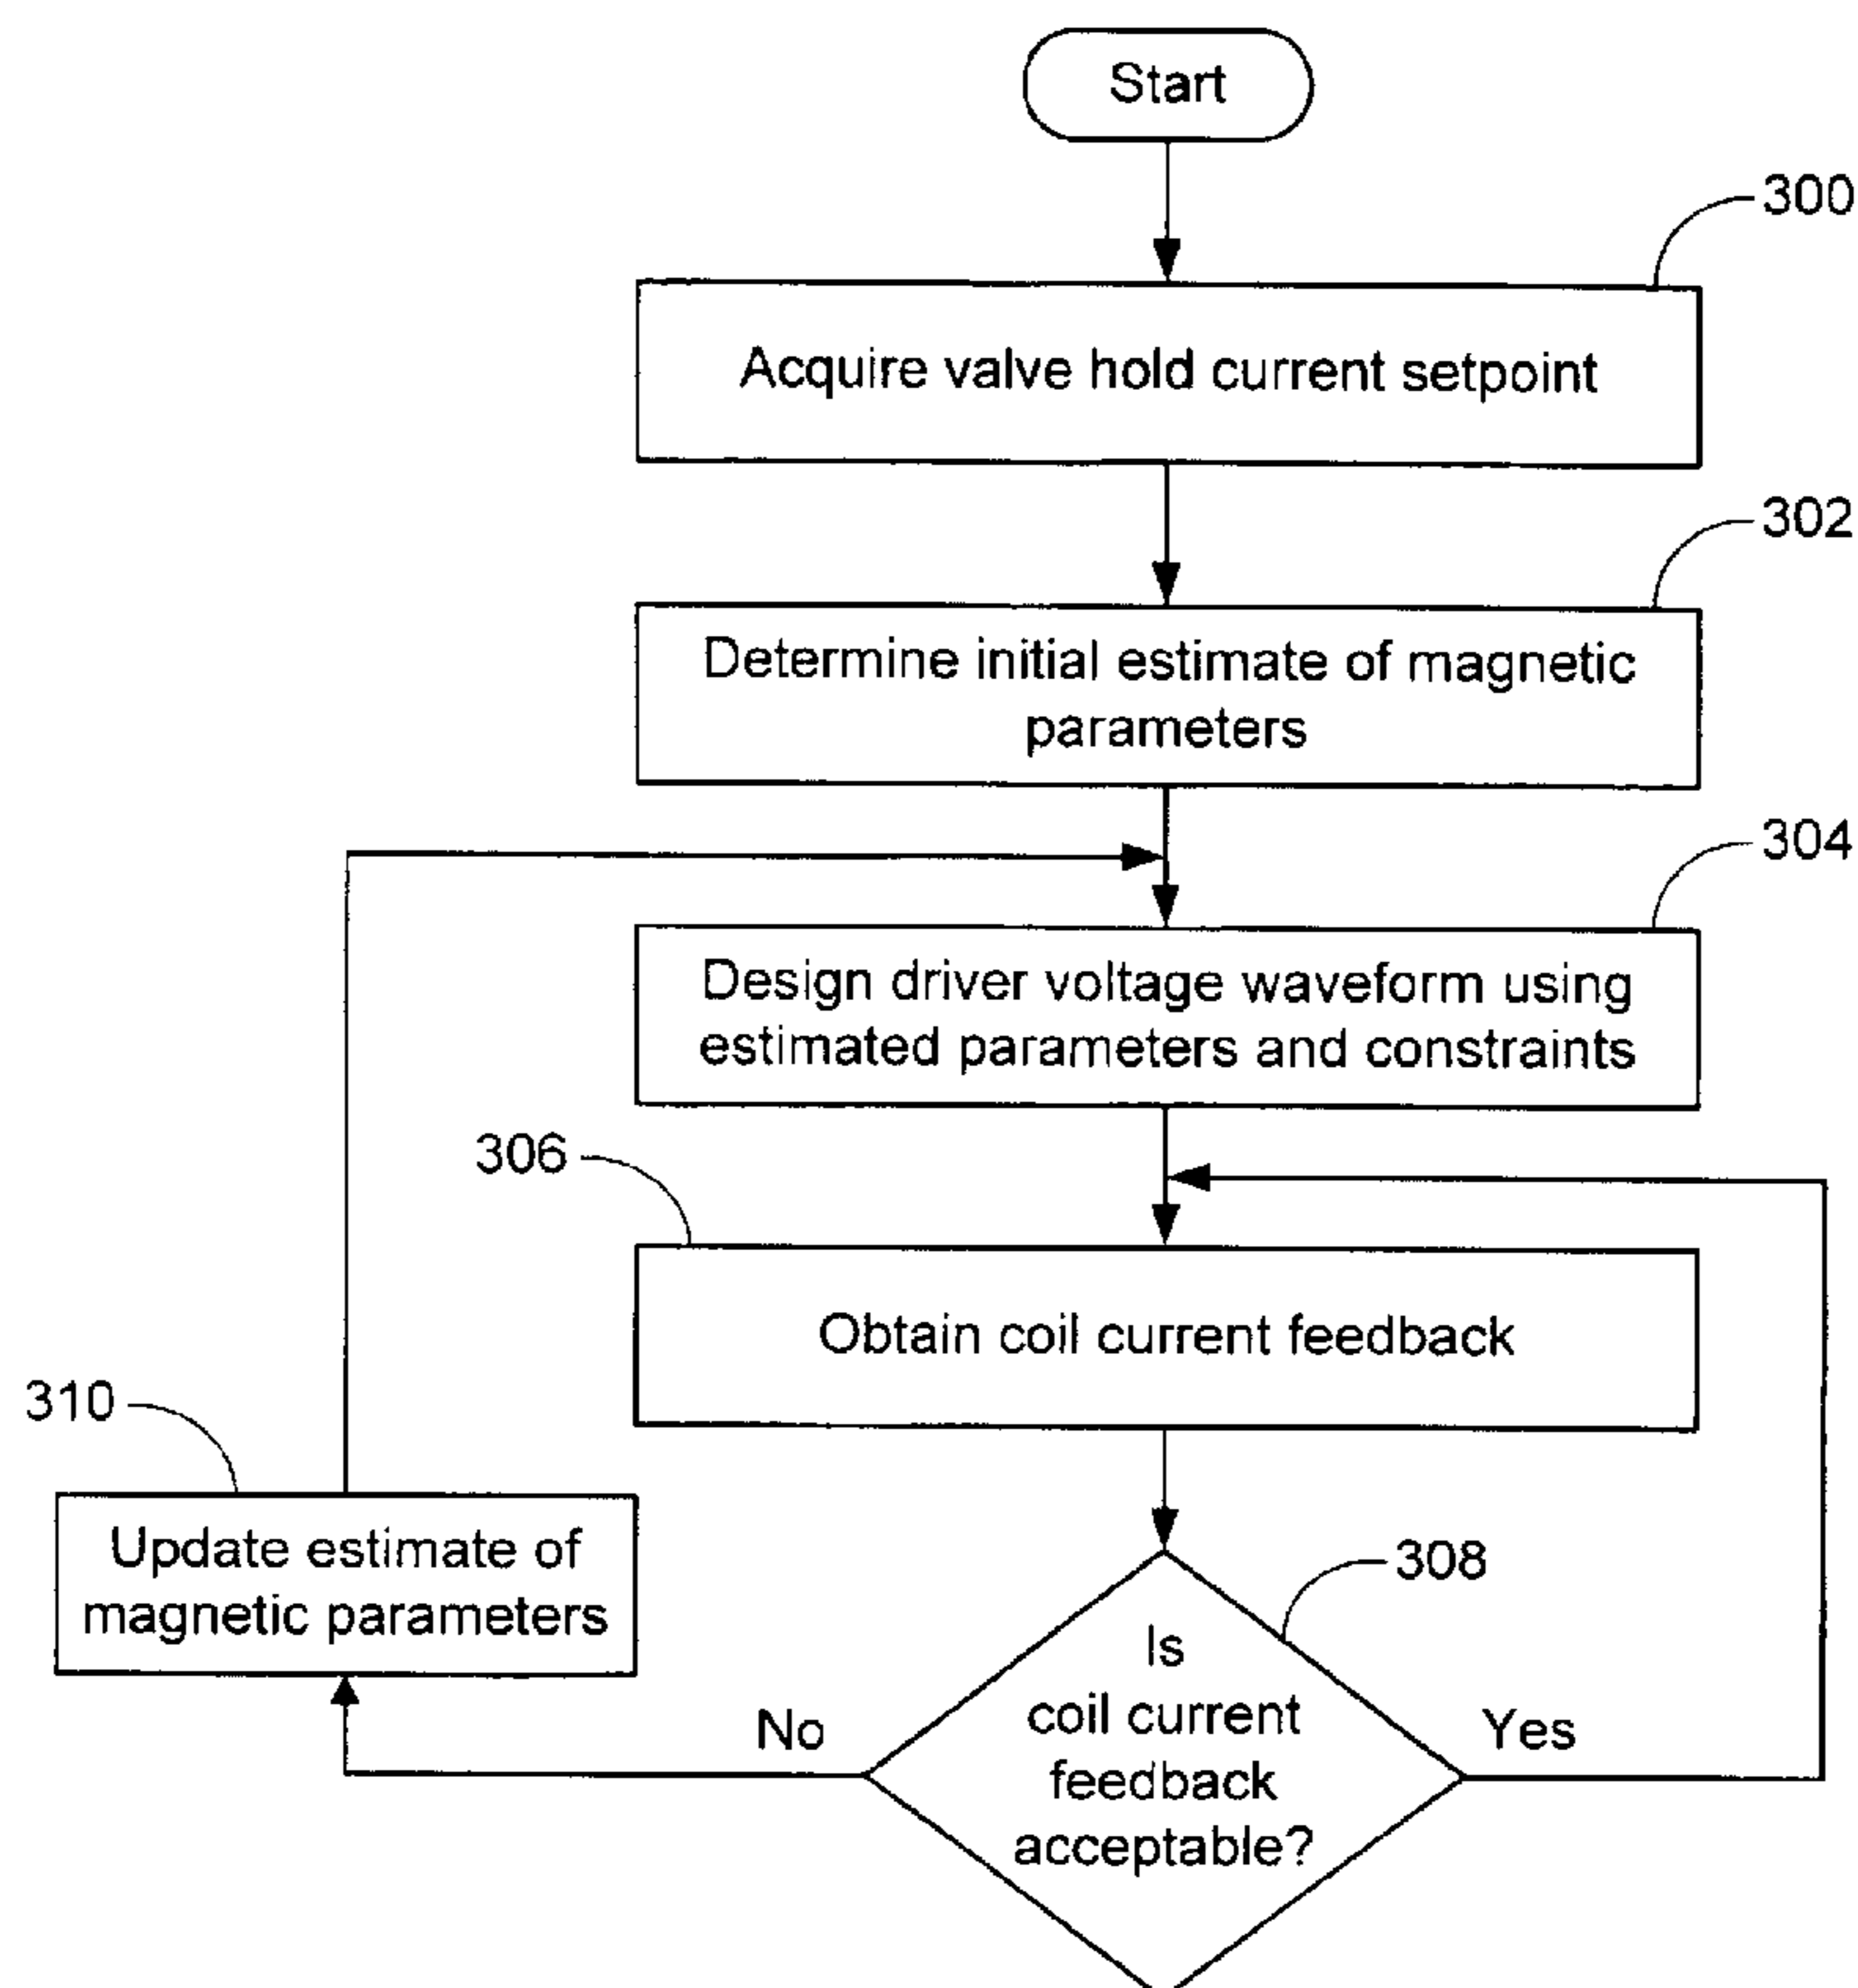 Start
300
Acquire valve hold current setpoint
302
Determine initial estimate of magnetic
parameters
304
Design driver voltage waveform using
estimated parameters and constraints
306
Obtain coil current feedback
310
Update estimate of
magnetic parameters
308
Is
coil current
feedback
acceptable?
No
Yes